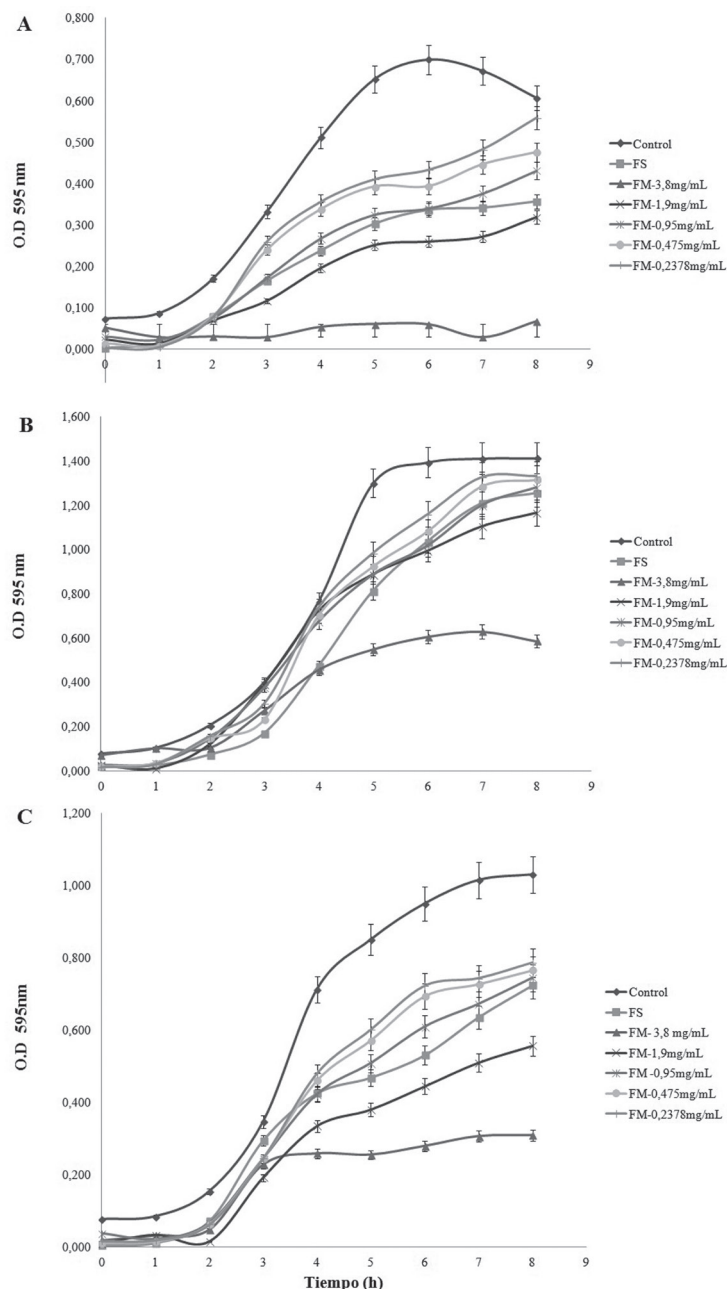 A
0,800
0,700
0,600
0,500
0,400
0,300
0,200
0,100
0,000
O.D 595 nm
0 1 2 3 4 5 6 7 8 9
Control
FS
FM-3,8mg/mL
FM-1,9mg/mL
FM-0,95mg/mL
FM-0,475mg/mL
FM-0,2378mg/mL
B
1,600
1,400
1,200
1,000
0,800
0,600
0,400
0,200
0,000
O.D 595 nm
0 1 2 3 4 5 6 7 8 9
Control
FS
FM-3,8mg/mL
FM-1,9mg/mL
FM-0,95mg/mL
FM-0,475mg/mL
FM-0,2378mg/mL
C
1,200
1,000
0,800
0,600
0,400
0,200
0,000
O.D 595nm
0 1 2 3 4 5 6 7 8 9
Tiempo (h)
Control
FS
FM- 3,8 mg/mL
FM-1,9mg/mL
FM -0,95mg/mL
FM-0,475mg/mL
FM-0,2378mg/mL